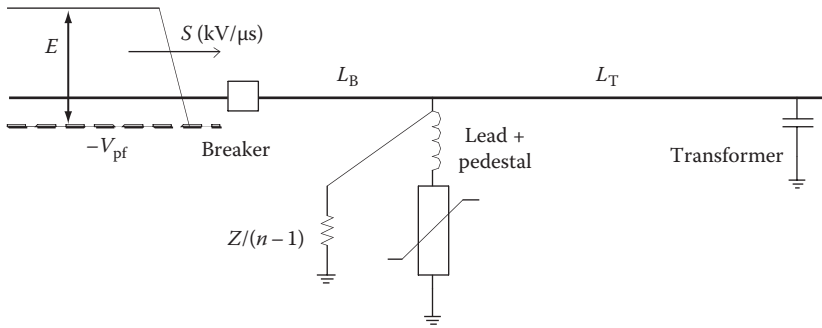 E
S (kV/µs)
L_B
L_T
−V_pf
Breaker
Lead +
pedestal
Transformer
Z/(n – 1)